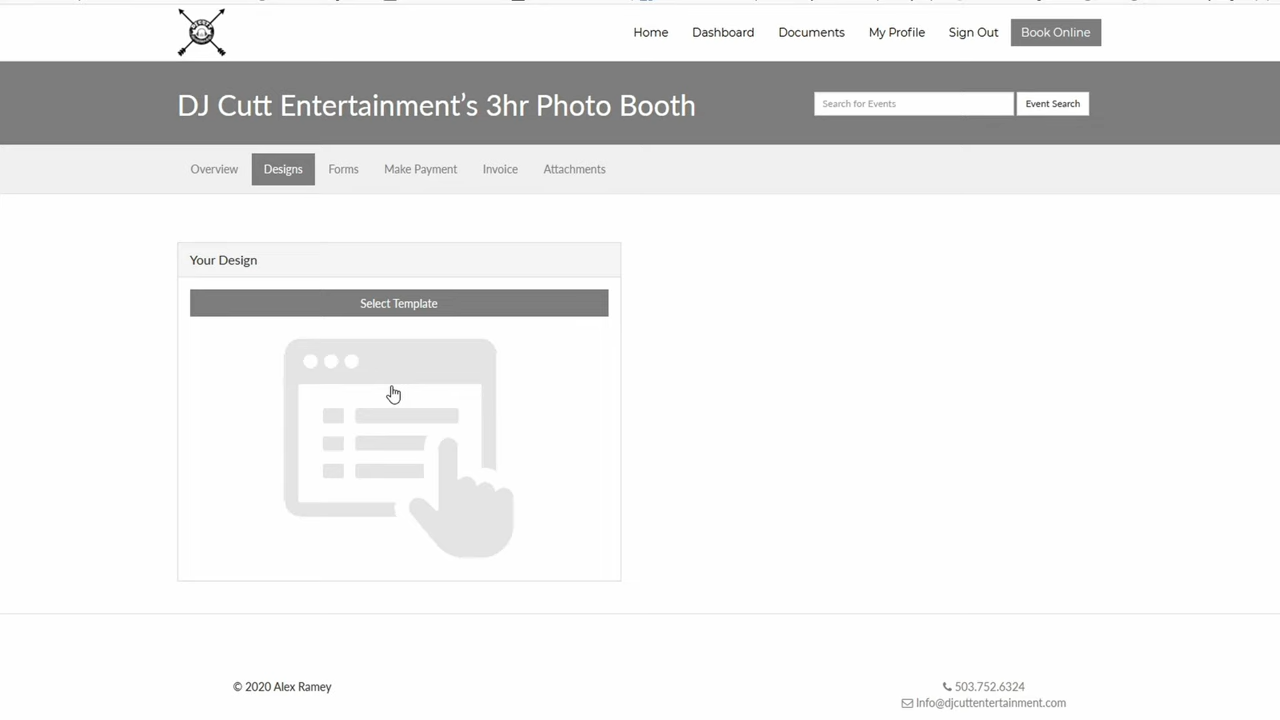 Home Dashboard Documents My Profile Sign Out Book Online
DJ Cutt Entertainment’s 3hr Photo Booth
Search for Events Event Search
Overview Designs Forms Make Payment Invoice Attachments
Your Design
Select Template
© 2020 Alex Ramey
503.752.6324
Info@djcuttentertainment.com